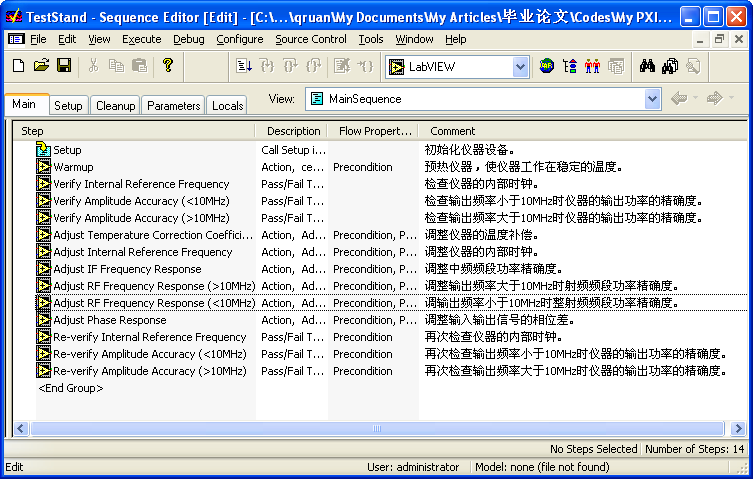 TestStand - Sequence Editor [Edit] - [C:\...\qruan\My Documents\My Articles\毕业论文\Codes\My PXI...
File Edit View Execute Debug Configure Source Control Tools Window Help
LabVIEW
Main Setup Cleanup Parameters Locals View: MainSequence
Step Description Flow Propert... Comment
Setup Call Setup i... 初始化仪器设备。
Warmup Action, ce... Precondition 预热仪器，使仪器工作在稳定的温度。
Verify Internal Reference Frequency Pass/Fail T... 检查仪器的内部时钟。
Verify Amplitude Accuracy (<10MHz) Pass/Fail T... 检查输出频率小于10MHz时仪器的输出功率的精确度。
Verify Amplitude Accuracy (>10MHz) Pass/Fail T... 检查输出频率大于10MHz时仪器的输出功率的精确度。
Adjust Temperature Correction Coeffici... Action, Ad... Precondition, P... 调整仪器的温度补偿。
Adjust Internal Reference Frequency Action, Ad... Precondition, P... 调整仪器的内部时钟。
Adjust IF Frequency Response Action, Ad... Precondition, P... 调整中频频段功率精确度。
Adjust RF Frequency Response (>10MHz) Action, Ad... Precondition, P... 调整输出频率大于10MHz时射频频段功率精确度。
Adjust RF Frequency Response (<10MHz) Action, Ad... Precondition, P... 调输出频率小于10MHz时整射频频段功率精确度。
Adjust Phase Response Action, Ad... Precondition, P... 调整输入输出信号的相位差。
Re-verify Internal Reference Frequency Pass/Fail T... Precondition 再次检查仪器的内部时钟。
Re-verify Amplitude Accuracy (<10MHz) Pass/Fail T... Precondition 再次检查输出频率小于10MHz时仪器的输出功率的精确度。
Re-verify Amplitude Accuracy (>10MHz) Pass/Fail T... Precondition 再次检查输出频率大于10MHz时仪器的输出功率的精确度。
<End Group>
No Steps Selected Number of Steps: 14
Edit User: administrator Model: none (file not found)